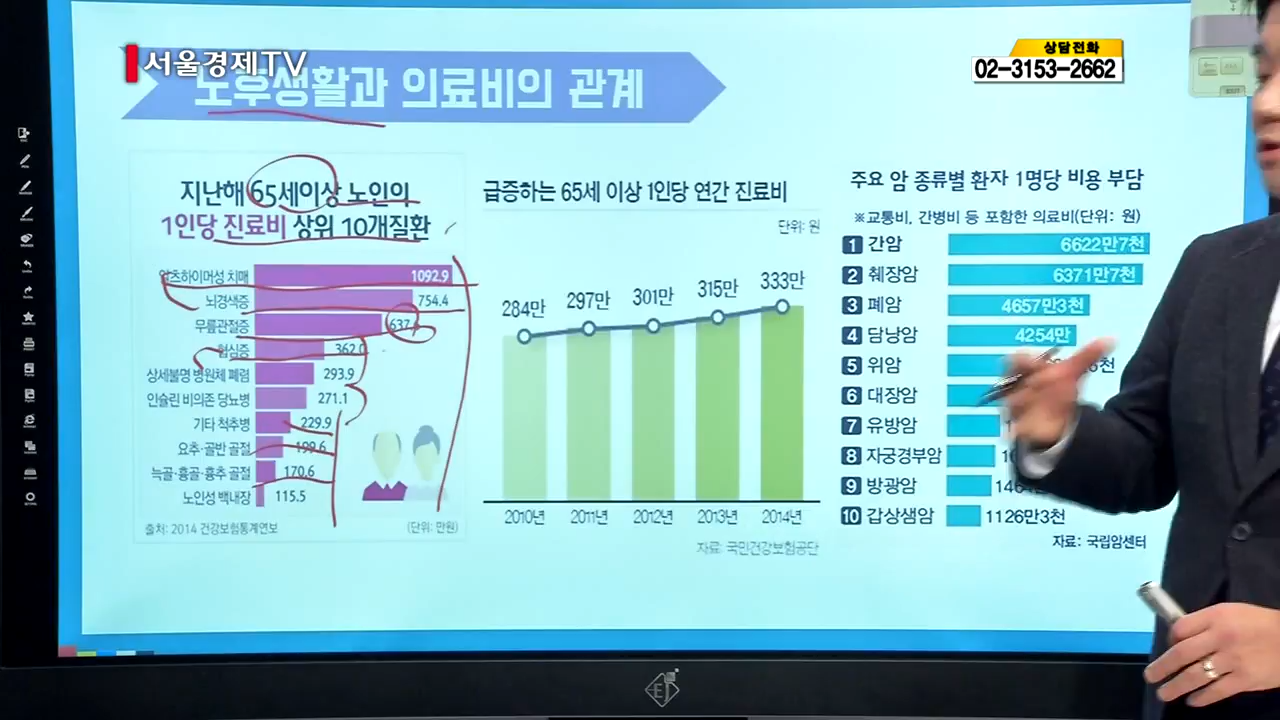 서울경제TV
상담전화
02-3153-2662
노후생활과 의료비의 관계
지난해 65세이상 노인의
1인당 진료비 상위 10개질환
알츠하이머성 치매 1092.9
뇌경색증 754.4
무릎관절증 637
협심증 362.0
상세불명 병원체 폐렴 293.9
인슐린 비의존 당뇨병 271.1
기타 척추병 229.9
요추·골반 골절 199.6
늑골·흉골·흉추 골절 170.6
노인성 백내장 115.5
출처: 2014 건강보험통계연보 (단위: 만원)
급증하는 65세 이상 1인당 연간 진료비
단위: 원
284만 297만 301만 315만 333만
2010년 2011년 2012년 2013년 2014년
자료: 국민건강보험공단
주요 암 종류별 환자 1명당 비용 부담
※교통비, 간병비 등 포함한 의료비(단위: 원)
1 간암 6622만7천
2 췌장암 6371만7천
3 폐암 4657만3천
4 담낭암 4254만
5 위암
6 대장암
7 유방암
8 자궁경부암
9 방광암
10 갑상샘암 1126만3천
자료: 국립암센터